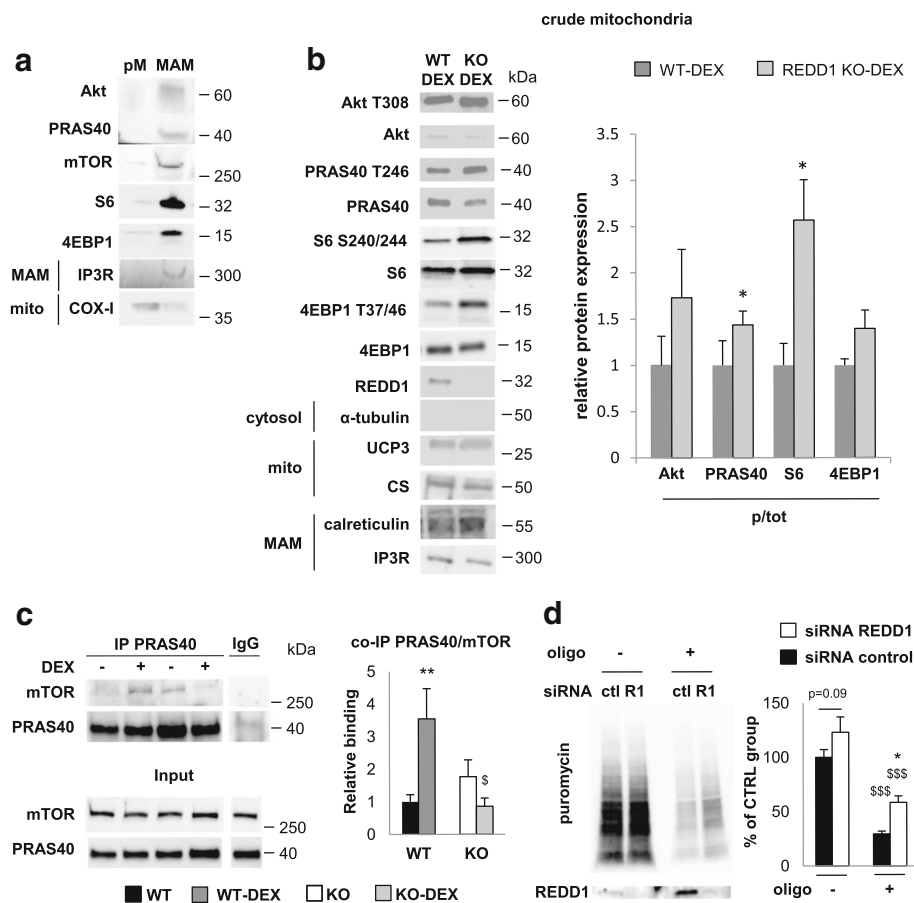 crude mitochondria
a
pM MAM
Akt
60
PRAS40
40
mTOR
250
S6
32
4EBP1
15
MAM
IP3R
300
mito
COX-I
35
b
WT KO
DEX DEX
kDa
Akt T308
60
Akt
60
PRAS40 T246
40
PRAS40
40
S6 S240/244
32
S6
32
4EBP1 T37/46
15
4EBP1
15
REDD1
32
cytosol
α-tubulin
50
mito
UCP3
25
CS
50
MAM
calreticulin
55
IP3R
300
WT-DEX
REDD1 KO-DEX
relative protein expression
3.5
3
2.5
2
1.5
1
0.5
0
*
*
Akt PRAS40 S6 4EBP1
p/tot
c
IP PRAS40 IgG
kDa
DEX - + - +
mTOR
250
PRAS40
40
Input
mTOR
250
PRAS40
40
co-IP PRAS40/mTOR
Relative binding
5
4
3
2
1
0
**
$
WT KO
WT WT-DEX KO KO-DEX
d
oligo - +
siRNA ctl R1 ctl R1
puromycin
REDD1
siRNA REDD1
siRNA control
% of CTRL group
150
100
50
0
p=0.09
*
$$$
$$$
oligo - +